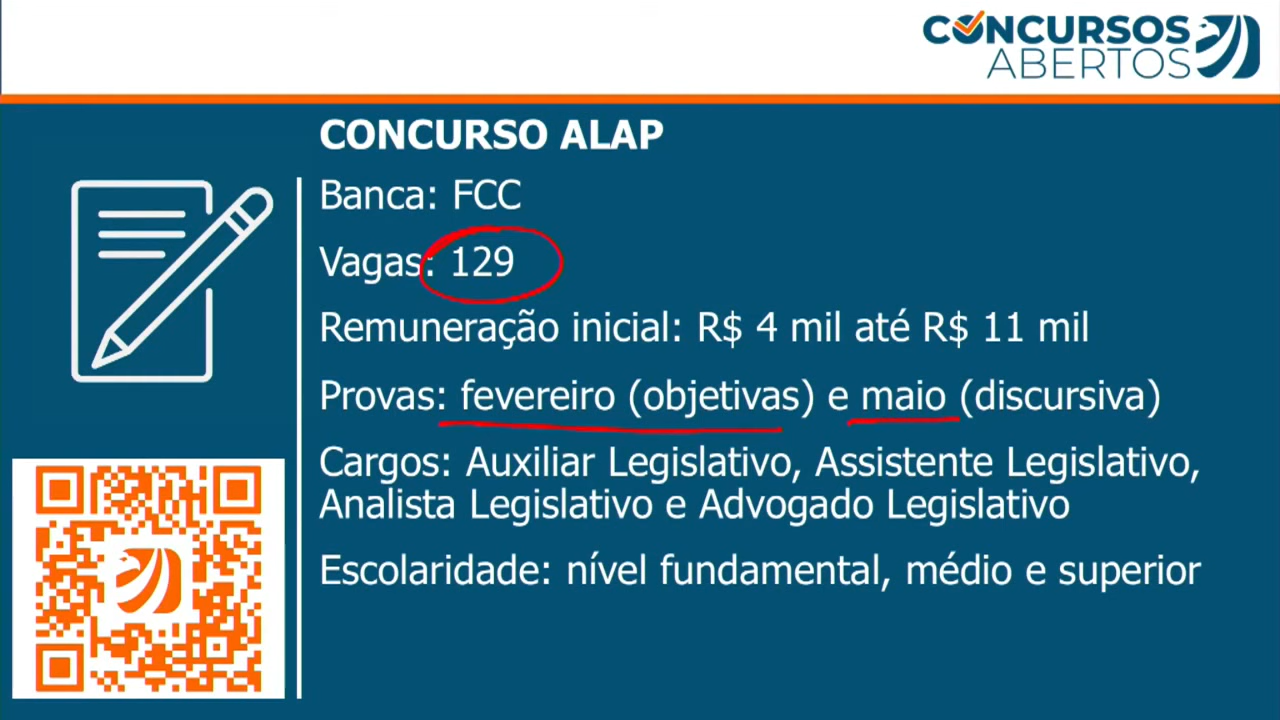 CONCURSOS
ABERTOS
CONCURSO ALAP
Banca: FCC
Vagas: 129
Remuneração inicial: R$ 4 mil até R$ 11 mil
Provas: fevereiro (objetivas) e maio (discursiva)
Cargos: Auxiliar Legislativo, Assistente Legislativo,
Analista Legislativo e Advogado Legislativo
Escolaridade: nível fundamental, médio e superior